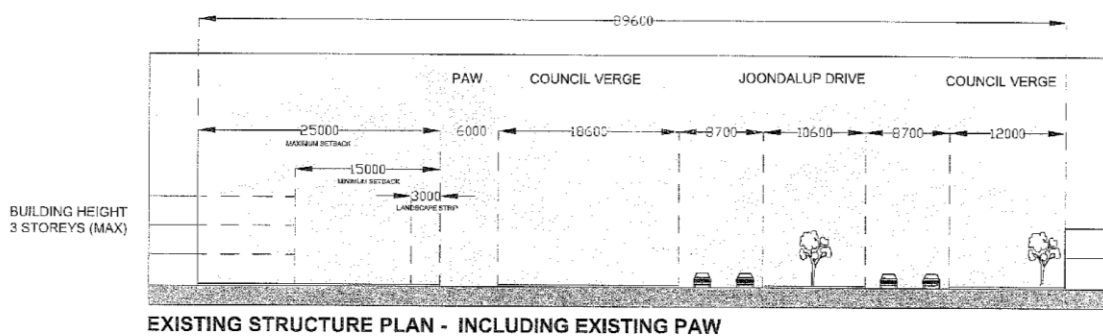 89600
PAW COUNCIL VERGE JOONDALUP DRIVE COUNCIL VERGE
25000 6000 18600 8700 10600 8700 12000
MAXIMUM SETBACK
15000
MINIMUM SETBACK
3000
LANDSCAPE STRIP
BUILDING HEIGHT
3 STOREYS (MAX)
EXISTING STRUCTURE PLAN - INCLUDING EXISTING PAW